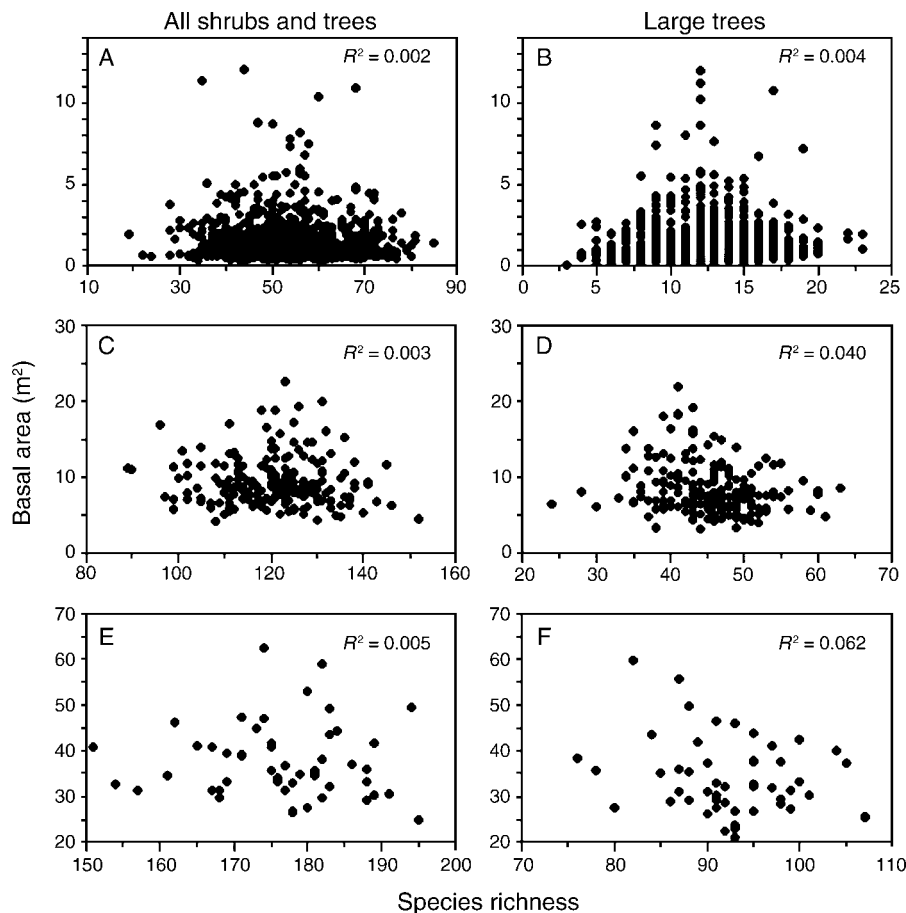 All shrubs and trees
Large trees
A
R² = 0.002
10
5
0
10 30 50 70 90
B
R² = 0.004
10
5
0
0 5 10 15 20 25
C
R² = 0.003
30
20
10
0
80 100 120 140 160
D
R² = 0.040
30
20
10
0
20 30 40 50 60 70
E
R² = 0.005
70
60
50
40
30
20
150 160 170 180 190 200
F
R² = 0.062
70
60
50
40
30
20
70 80 90 100 110
Basal area (m²)
Species richness